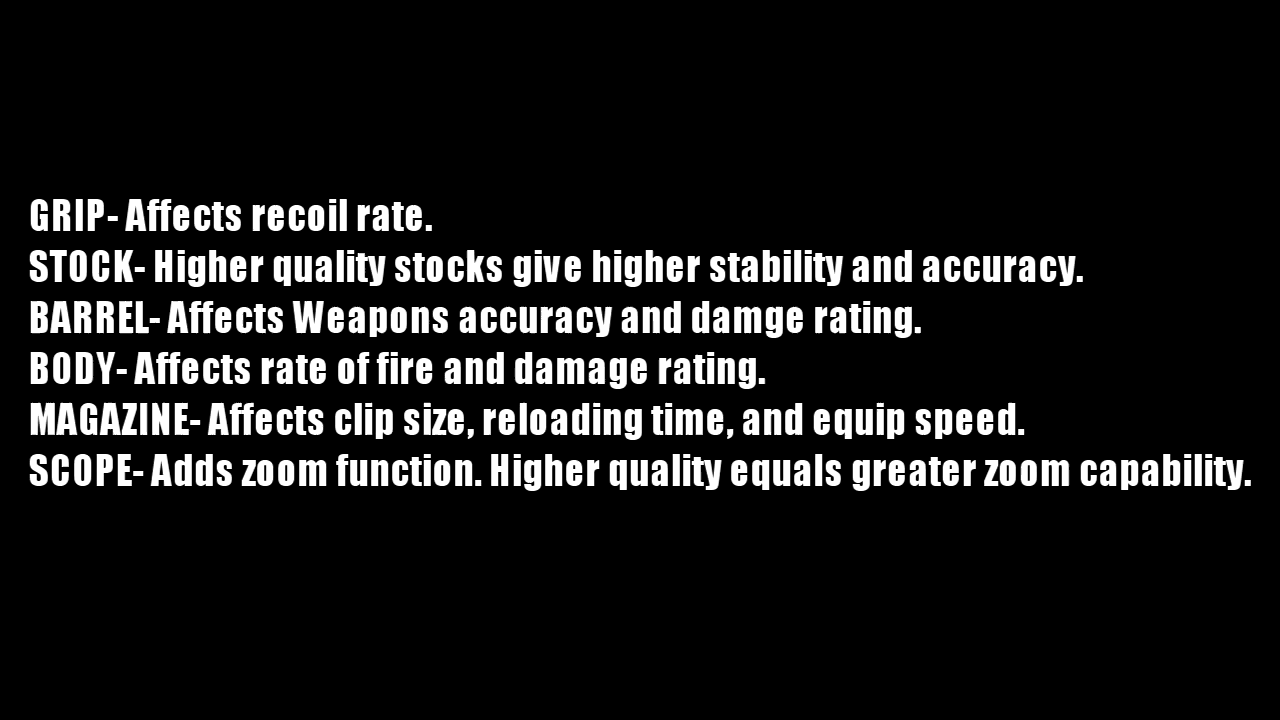 GRIP- Affects recoil rate.
STOCK- Higher quality stocks give higher stability and accuracy.
BARREL- Affects Weapons accuracy and damge rating.
BODY- Affects rate of fire and damage rating.
MAGAZINE- Affects clip size, reloading time, and equip speed.
SCOPE- Adds zoom function. Higher quality equals greater zoom capability.